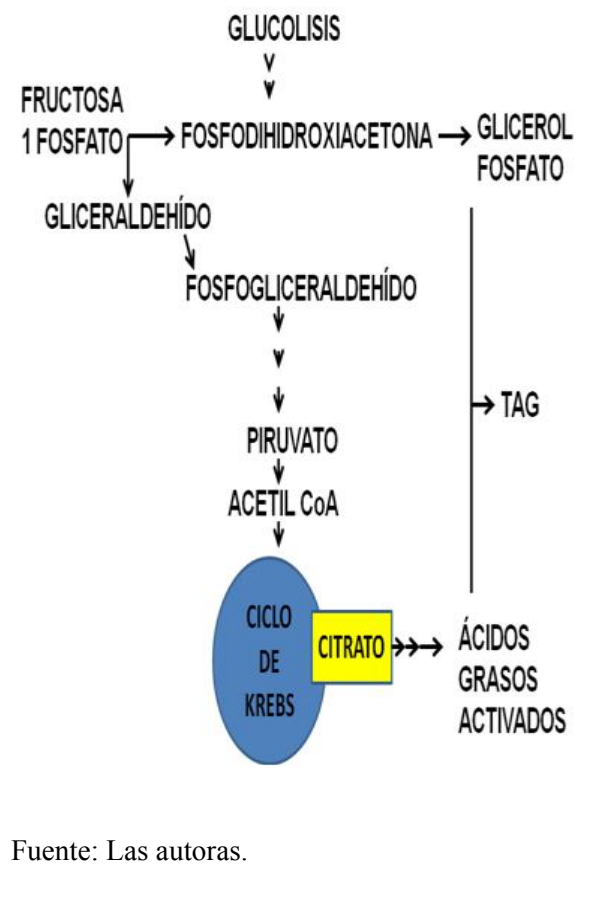 GLUCOLISIS
FRUCTOSA
1 FOSFATO
FOSFODIHIDROXIACETONA
GLICEROL
FOSFATO
GLICERALDEHÍDO
FOSFOGLICERALDEHÍDO
TAG
PIRUVATO
ACETIL CoA
CICLO
DE
KREBS
CITRATO
ÁCIDOS
GRASOS
ACTIVADOS
Fuente: Las autoras.